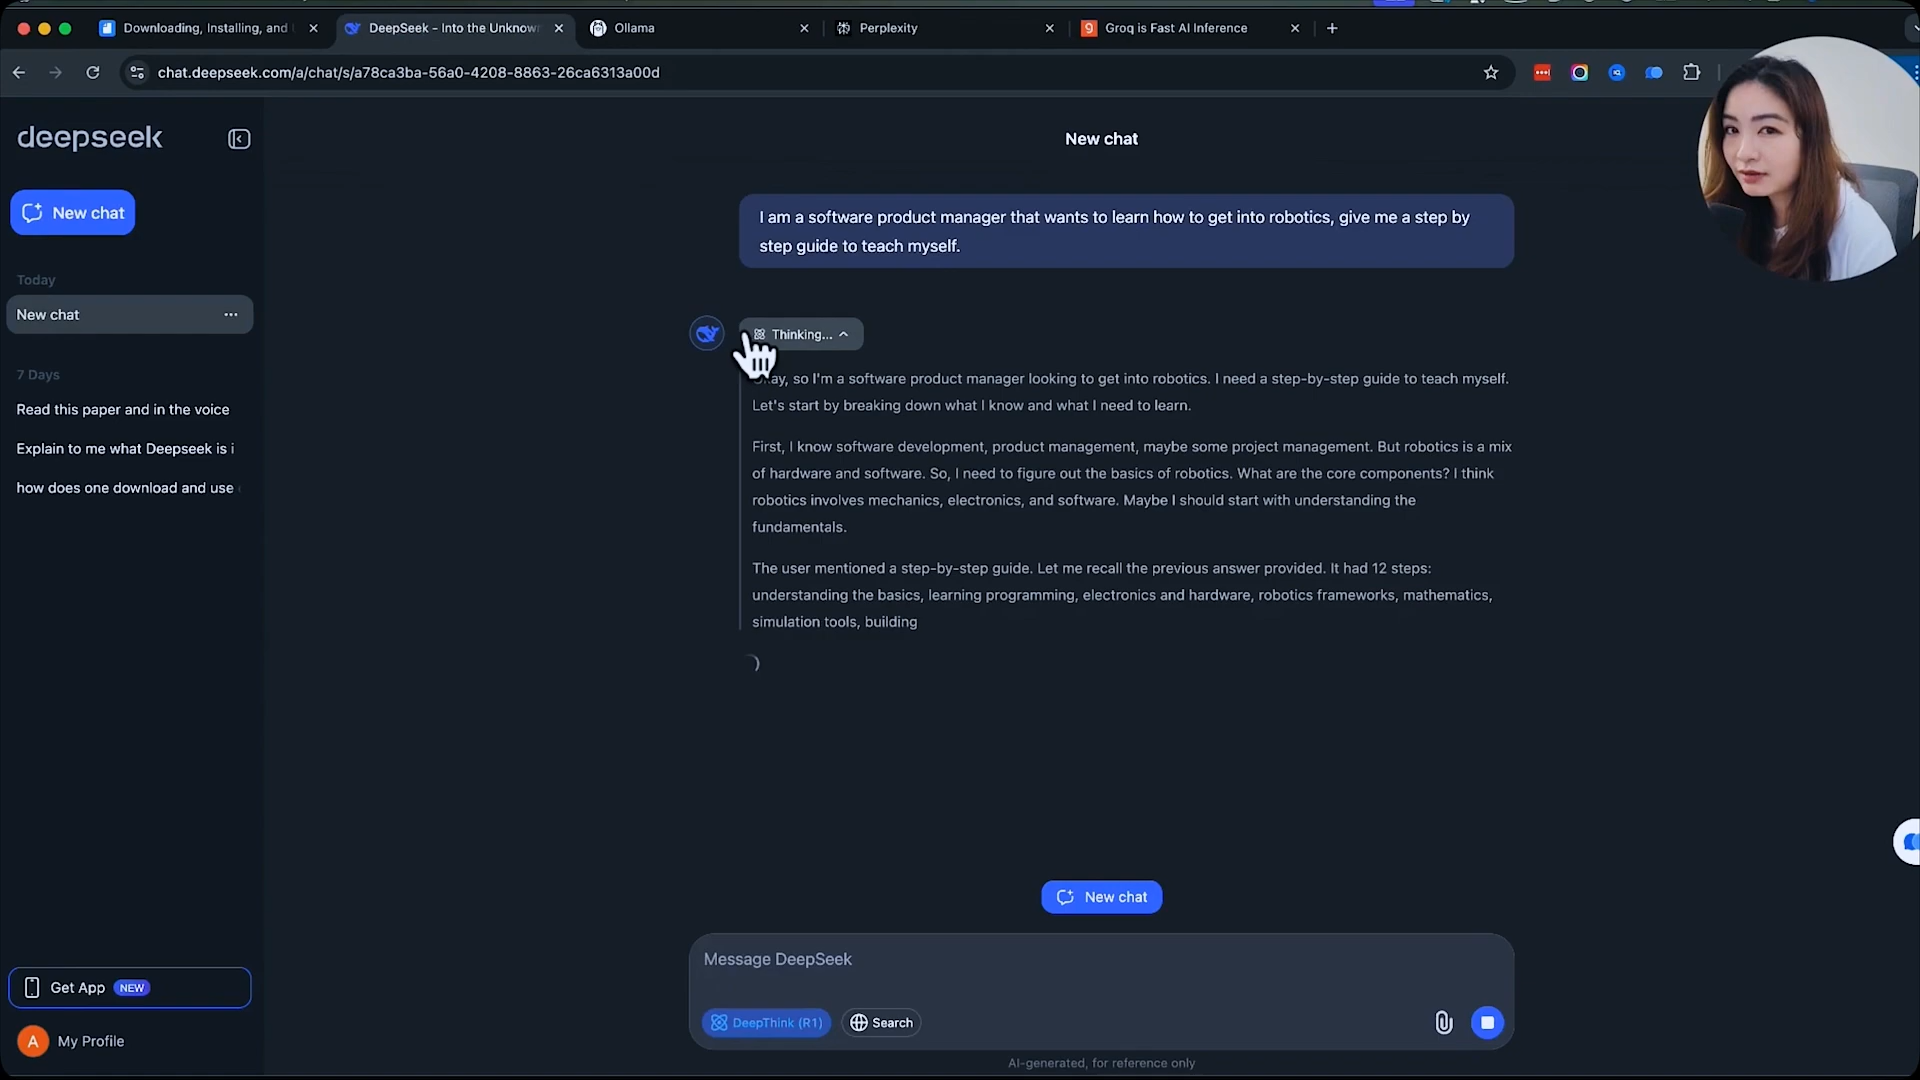 Downloading, Installing, and
DeepSeek - Into the Unknown
Ollama
Perplexity
Groq is Fast AI Inference
chat.deepseek.com/a/chat/s/a78ca3ba-56a0-4208-8863-26ca6313a00d
deepseek
New chat
Today
New chat
7 Days
Read this paper and in the voice
Explain to me what Deepseek is i
how does one download and use
Get App NEW
A My Profile
New chat
I am a software product manager that wants to learn how to get into robotics, give me a step by
step guide to teach myself.
Thinking...
so I'm a software product manager looking to get into robotics. I need a step-by-step guide to teach myself.
Let's start by breaking down what I know and what I need to learn.
First, I know software development, product management, maybe some project management. But robotics is a mix
of hardware and software. So, I need to figure out the basics of robotics. What are the core components? I think
robotics involves mechanics, electronics, and software. Maybe I should start with understanding the
fundamentals.
The user mentioned a step-by-step guide. Let me recall the previous answer provided. It had 12 steps:
understanding the basics, learning programming, electronics and hardware, robotics frameworks, mathematics,
simulation tools, building
New chat
Message DeepSeek
DeepThink (R1)
Search
AI-generated, for reference only